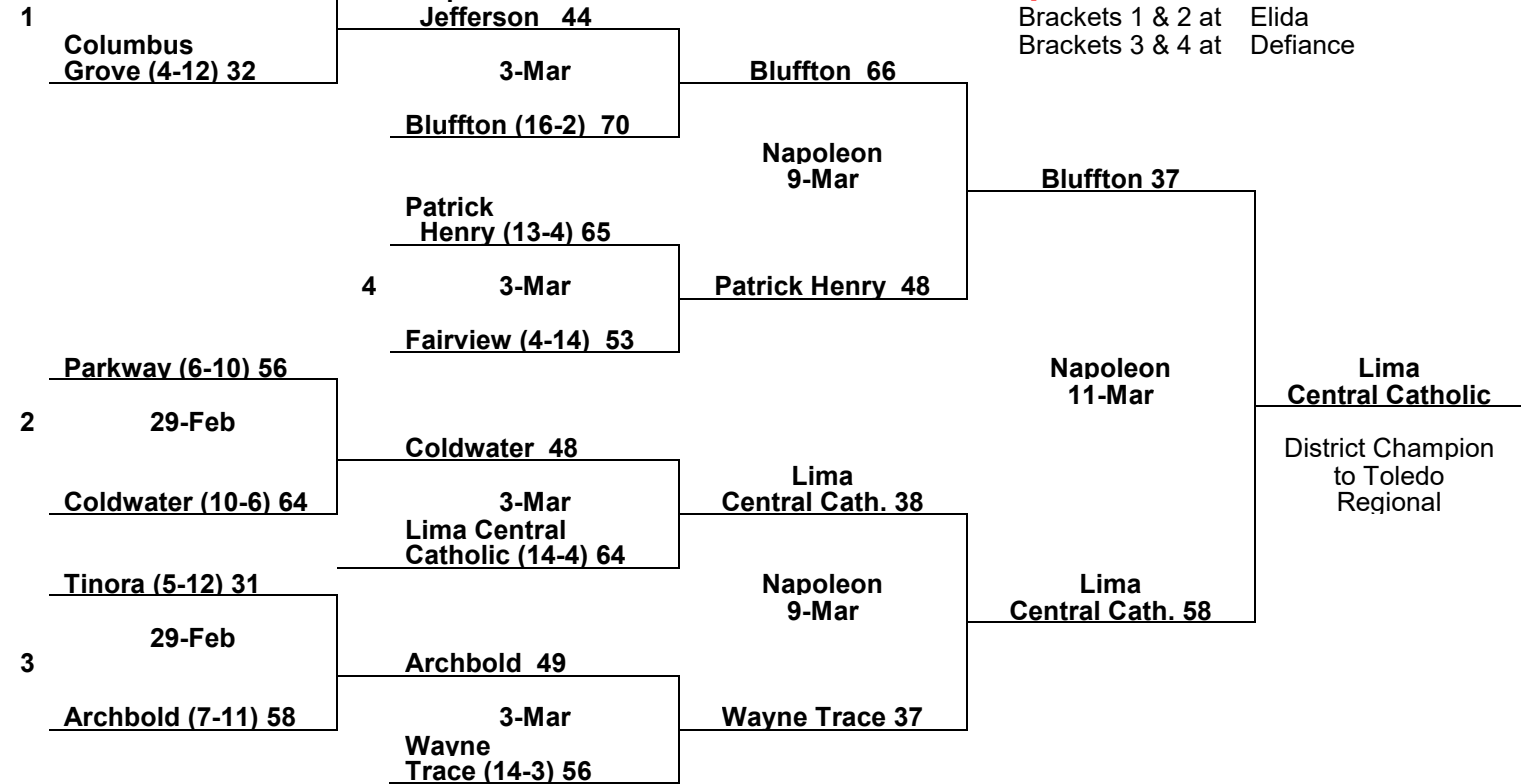 1
Jefferson 44
Brackets 1 & 2 at Elida
Brackets 3 & 4 at Defiance
Columbus
Grove (4-12) 32
3-Mar
Bluffton 66
Bluffton (16-2) 70
Napoleon
9-Mar
Bluffton 37
Patrick
Henry (13-4) 65
4
3-Mar
Patrick Henry 48
Fairview (4-14) 53
Parkway (6-10) 56
Napoleon
11-Mar
Lima
Central Catholic
2
29-Feb
Coldwater 48
District Champion
to Toledo
Regional
Coldwater (10-6) 64
3-Mar
Lima
Central Cath. 38
Lima Central
Catholic (14-4) 64
Tinora (5-12) 31
Napoleon
9-Mar
Lima
Central Cath. 58
29-Feb
3
Archbold 49
Archbold (7-11) 58
3-Mar
Wayne Trace 37
Wayne
Trace (14-3) 56